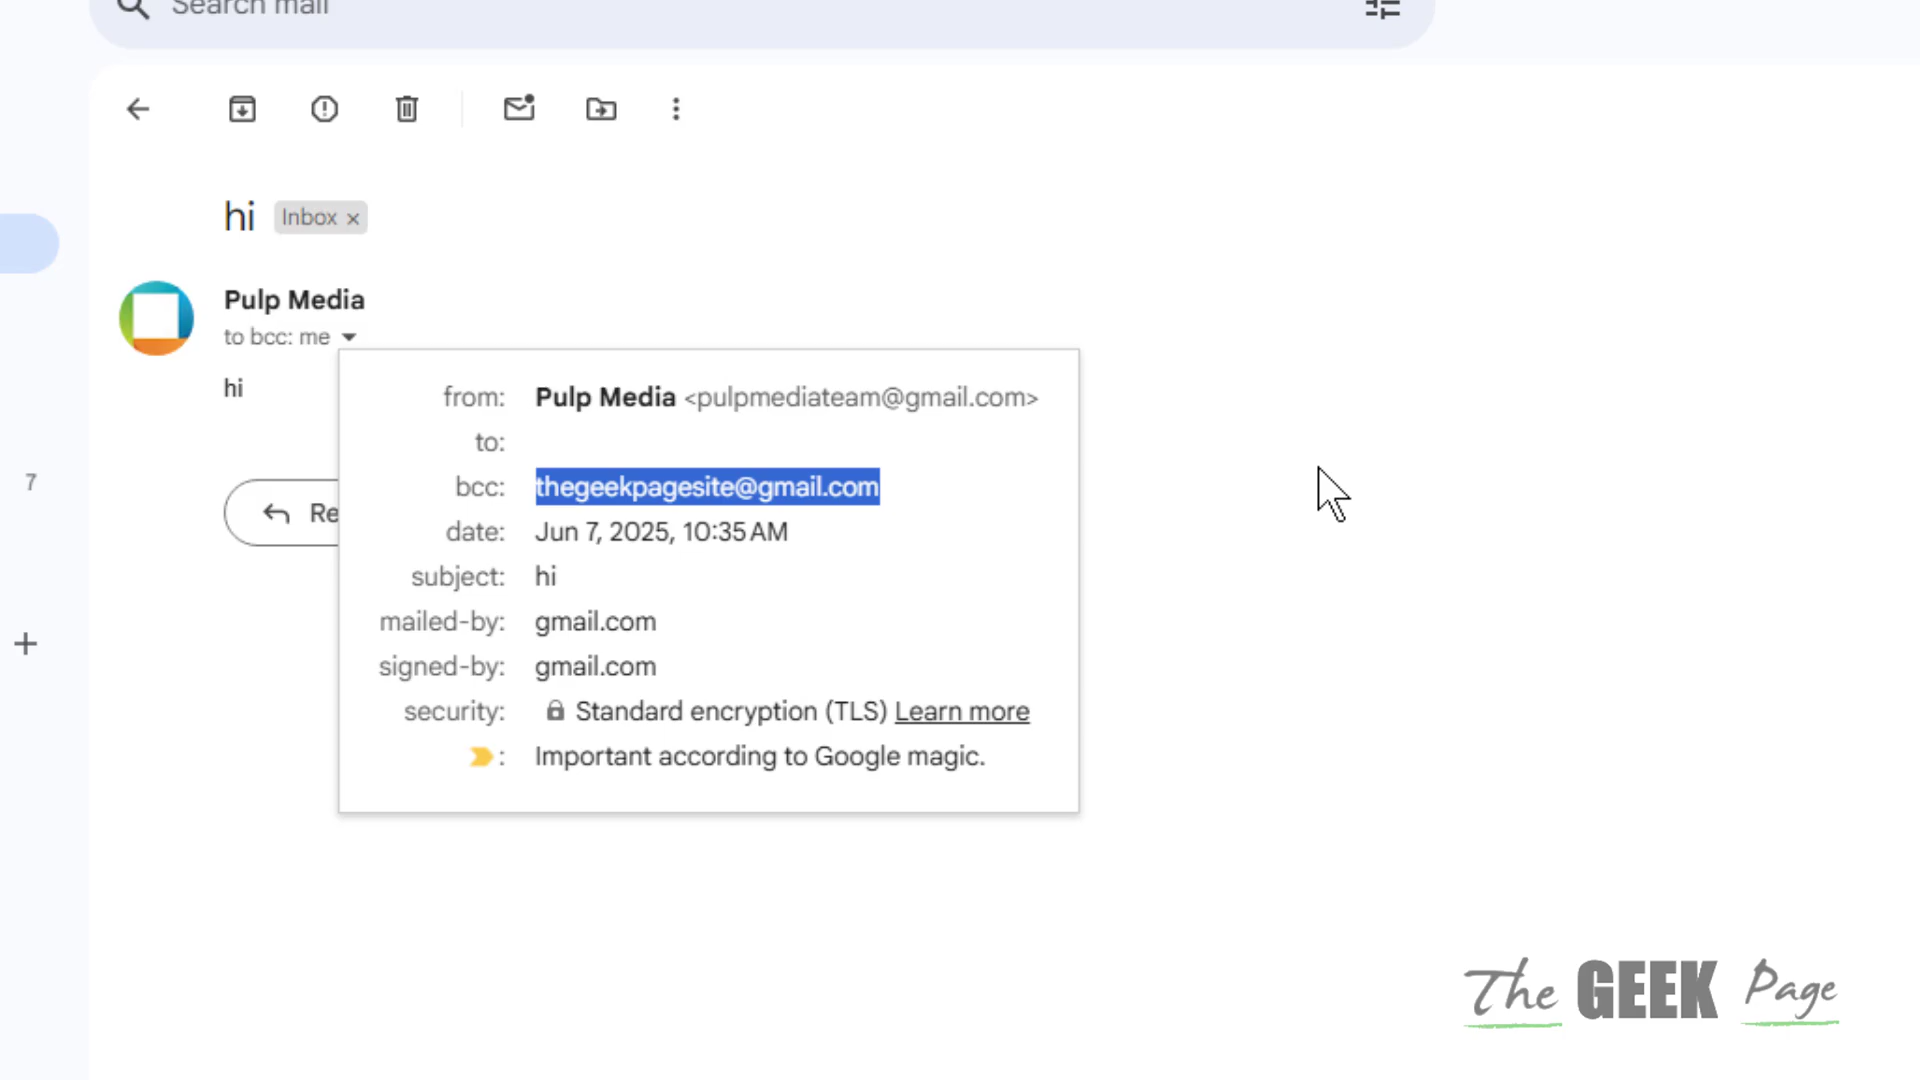 Search mail
hi Inbox ×
Pulp Media
to bcc: me
hi
from: Pulp Media <pulpmediateam@gmail.com>
to:
bcc: thegeekpagesite@gmail.com
7
date: Jun 7, 2025, 10:35 AM
Re
subject: hi
mailed-by: gmail.com
signed-by: gmail.com
security: Standard encryption (TLS) Learn more
: Important according to Google magic.
The GEEK Page